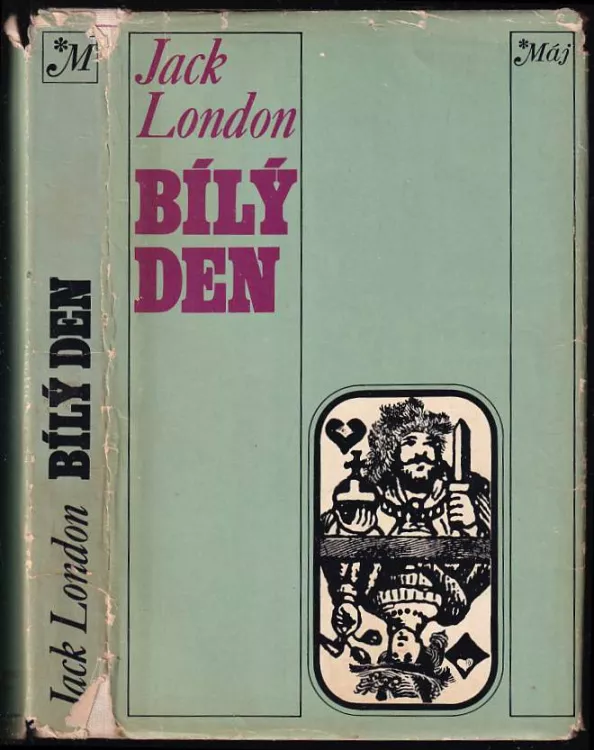 *M
Jack London BÍLÝ DEN
Jack
London
BÍLÝ
DEN
*Máj